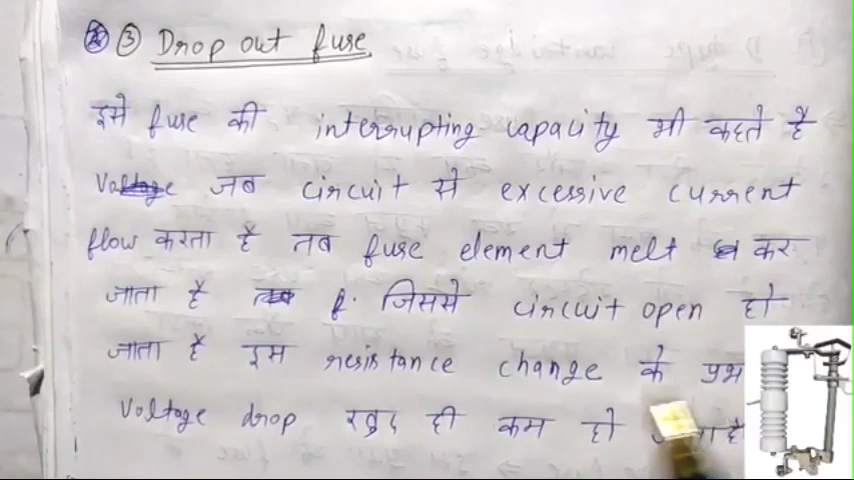 ③ Drop out fuse
इसे fuse की interrupting capacity भी कहते है
जब circuit से excessive current
flow करता है तब fuse element melt कर
जाता है जिससे circuit open हो
जाता है इस resistance change के
Voltage drop खुद ही कम हो